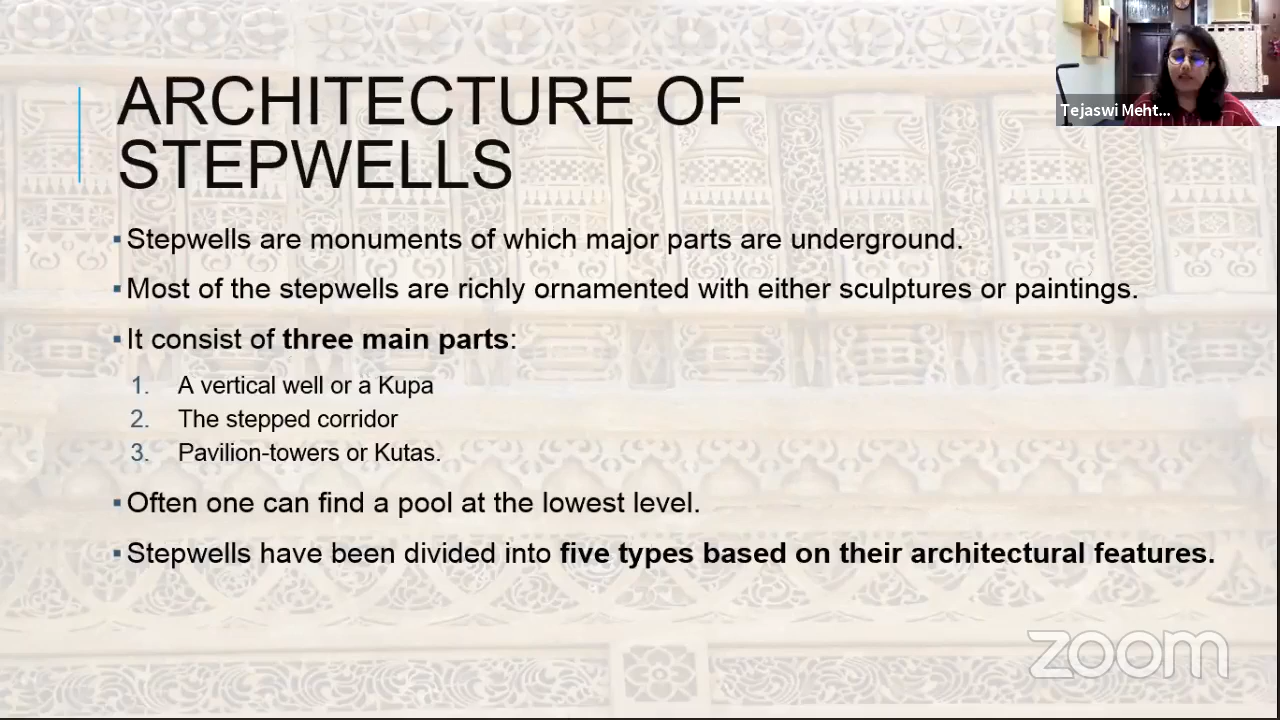 ARCHITECTURE OF
STEPWELLS
Tejaswi Meht...
▪ Stepwells are monuments of which major parts are underground.
▪ Most of the stepwells are richly ornamented with either sculptures or paintings.
▪ It consist of three main parts:
1. A vertical well or a Kupa
2. The stepped corridor
3. Pavilion-towers or Kutas.
▪ Often one can find a pool at the lowest level.
▪ Stepwells have been divided into five types based on their architectural features.
zoom